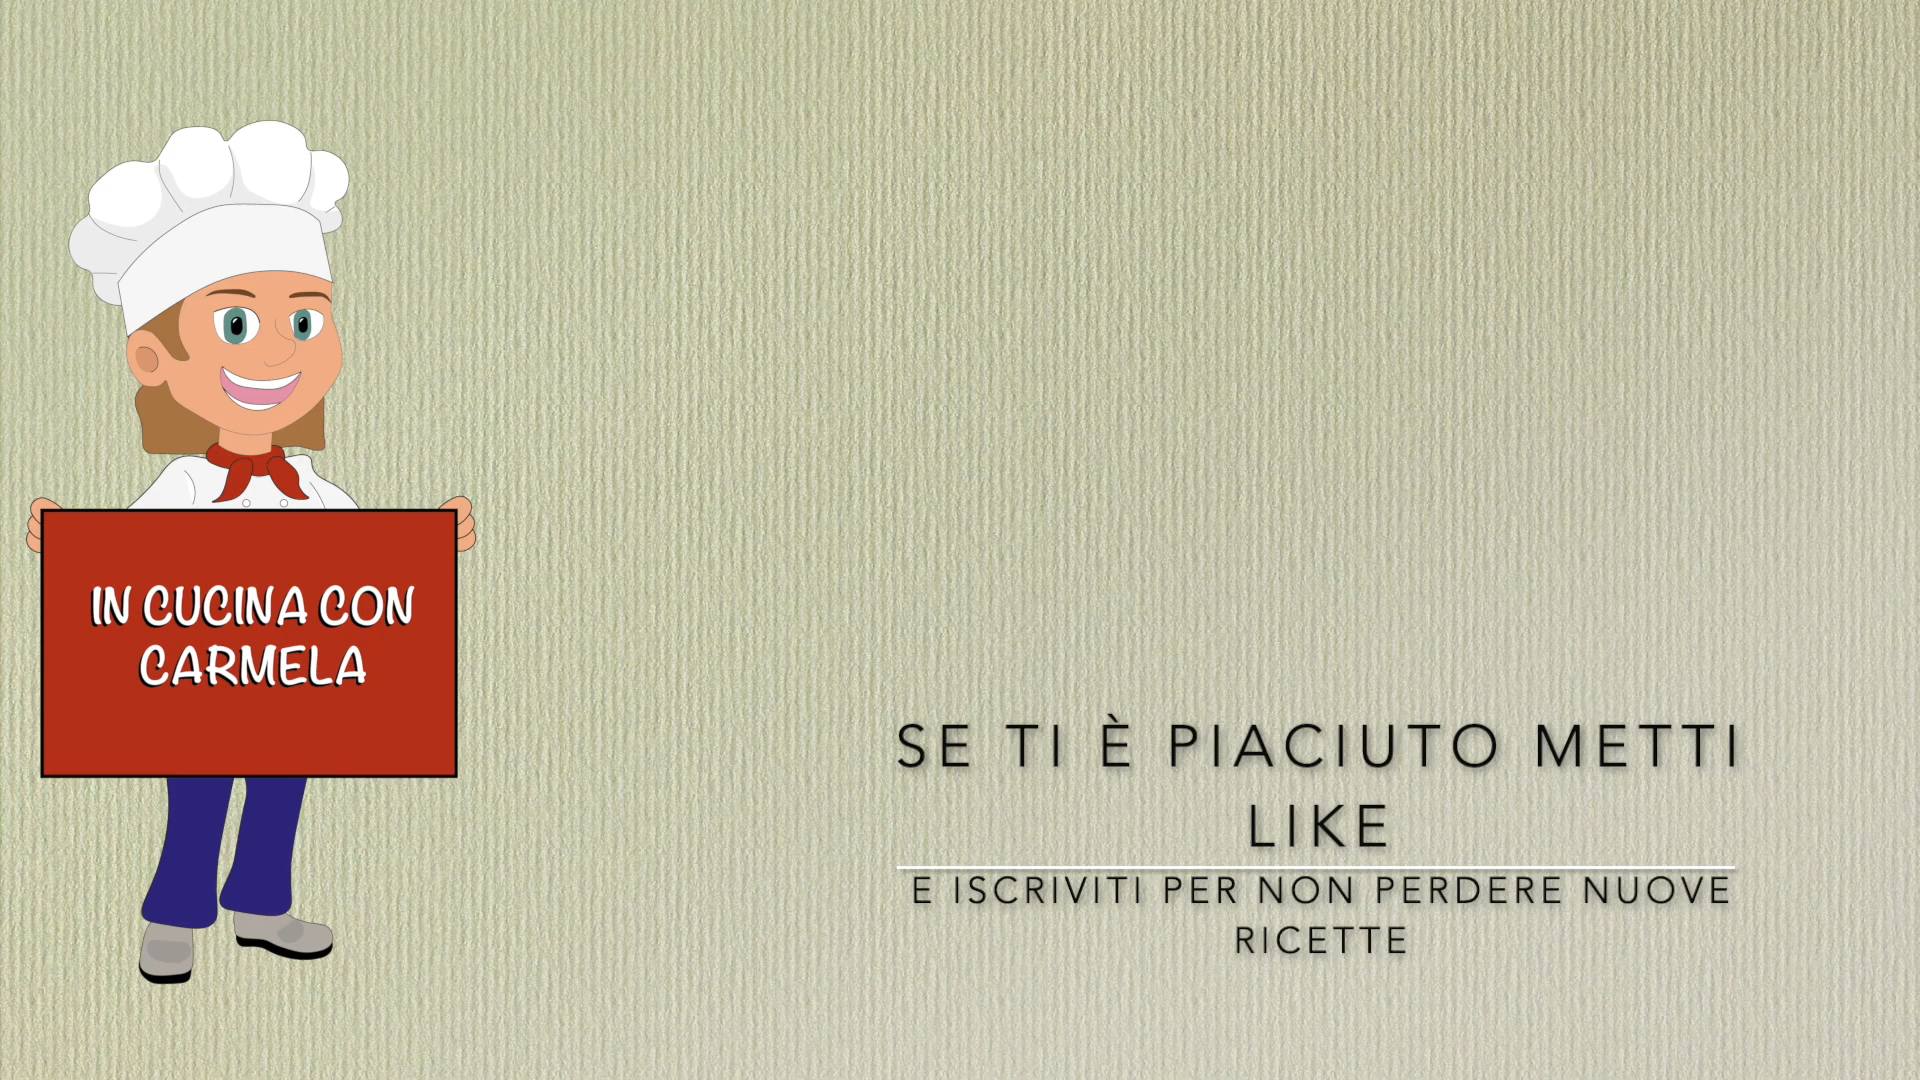 IN CUCINA CON
CARMELA
SE TI È PIACIUTO METTI
LIKE
E ISCRIVITI PER NON PERDERE NUOVE
RICETTE